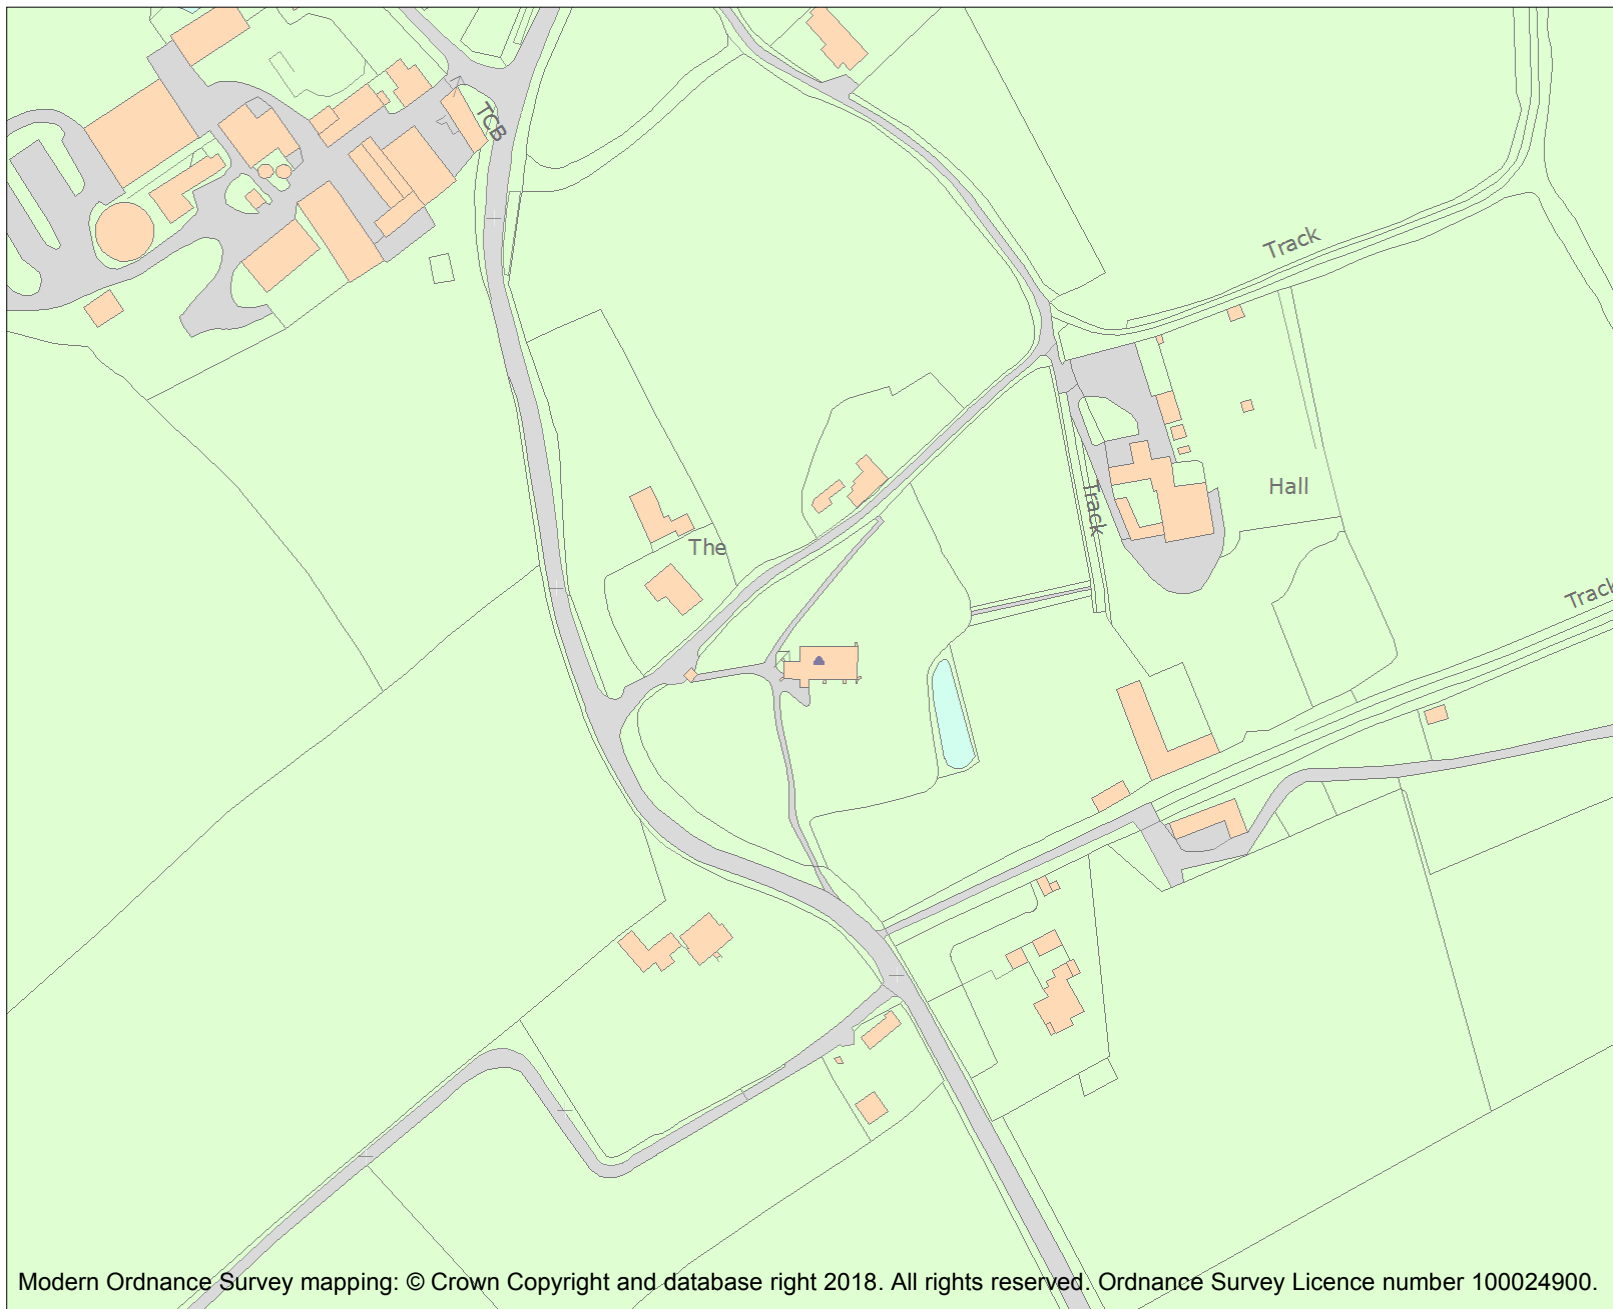 TCB
Track
Hall
Track
The
Track
Modern Ordnance Survey mapping: © Crown Copyright and database right 2018. All rights reserved. Ordnance Survey Licence number 100024900.